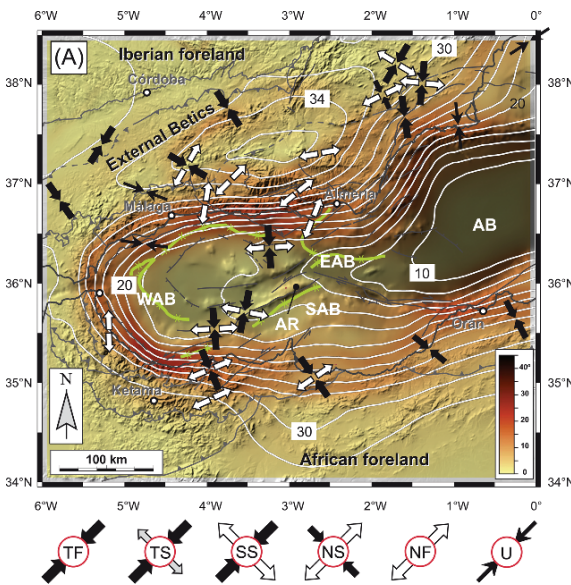 (A)
Iberian foreland
Córdoba
External Betics
30
34
20
Malaga
Almería
AB
EAB
10
20
WAB
SAB
AR
Oran
Ketama
30
African foreland
N
100 km
40°
30
20
10
0
38°N
37°N
36°N
35°N
34°N
38°N
37°N
36°N
35°N
34°N
6°W
5°W
4°W
3°W
2°W
1°W
0°
6°W
5°W
4°W
3°W
2°W
1°W
0°
TF
TS
SS
NS
NF
U